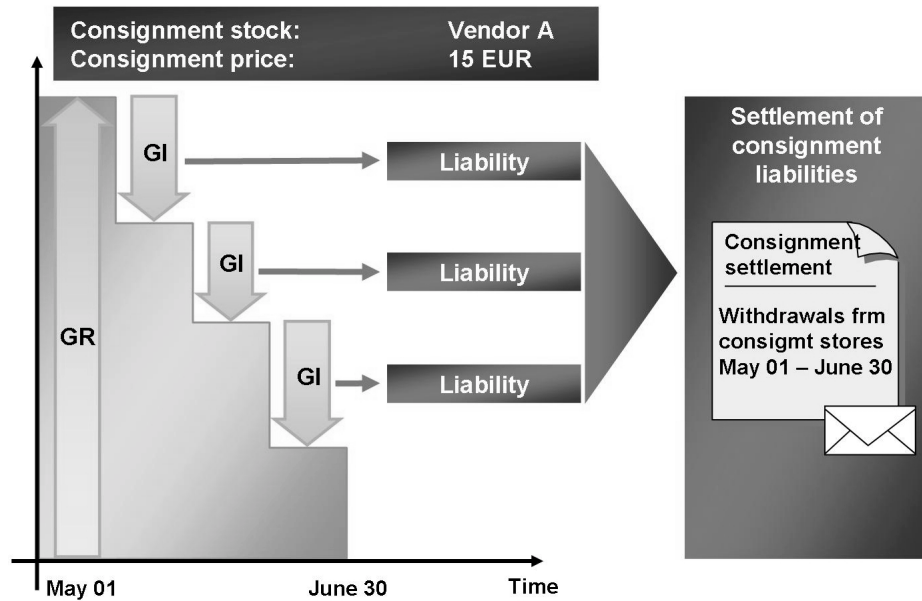 Consignment stock: Vendor A
Consignment price: 15 EUR
GI
Liability
GI
Liability
GR
GI
Liability
May 01
June 30
Time
Settlement of
consignment
liabilities
Consignment
settlement
Withdrawals frm
consigmt stores
May 01 – June 30